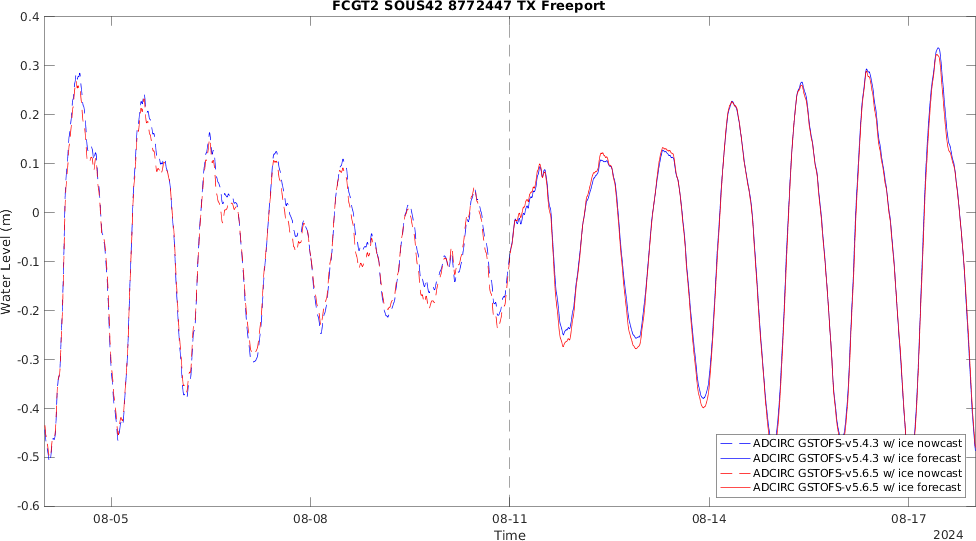 FCGT2 SOUS42 8772447 TX Freeport
0.4
0.3
0.2
0.1
0
-0.1
-0.2
-0.3
-0.4
-0.5
-0.6
Water Level (m)
ADCIRC GSTOFS-v5.4.3 w/ ice nowcast
ADCIRC GSTOFS-v5.4.3 w/ ice forecast
ADCIRC GSTOFS-v5.6.5 w/ ice nowcast
ADCIRC GSTOFS-v5.6.5 w/ ice forecast
08-05 08-08 08-11 08-14 08-17
Time
2024